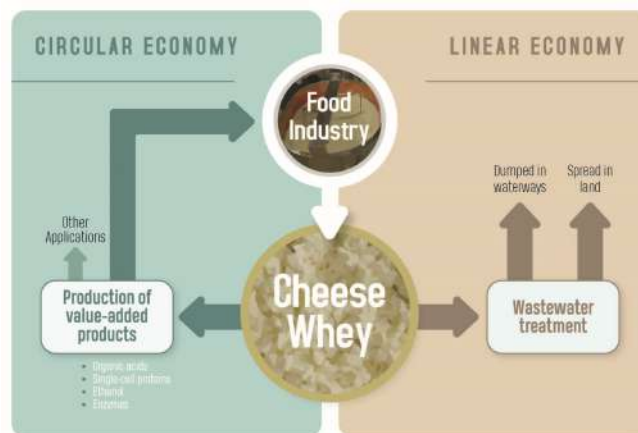 CIRCULAR ECONOMY
LINEAR ECONOMY
Food
Industry
Dumped in
waterways
Spread in
land
Other
Applications
Cheese
Whey
Production of
value-added
products
Wastewater
treatment
• Organic acids
• Single-cell proteins
• Ethanol
• Enzymes